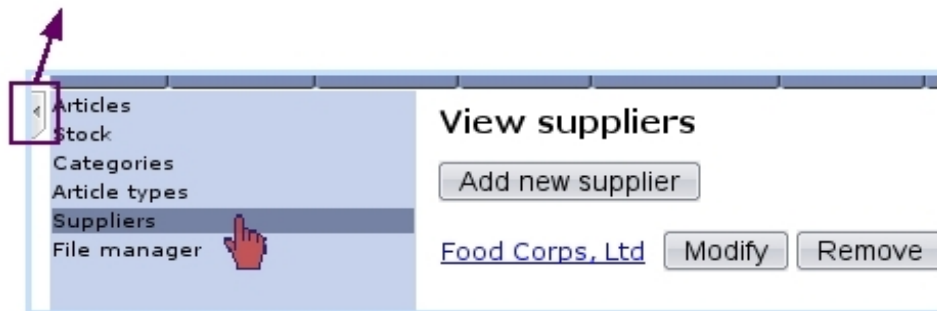 Articles
Stock
Categories
Article types
Suppliers
File manager
View suppliers
Add new supplier
Food Corps, Ltd Modify Remove